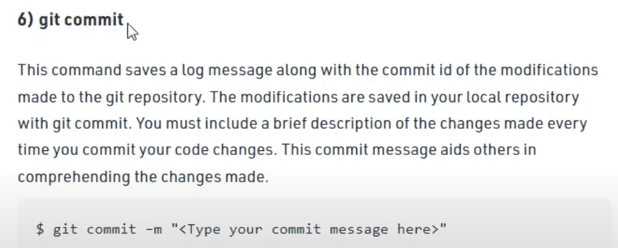 6) git commit
This command saves a log message along with the commit id of the modifications
made to the git repository. The modifications are saved in your local repository
with git commit. You must include a brief description of the changes made every
time you commit your code changes. This commit message aids others in
comprehending the changes made.
$ git commit -m "<Type your commit message here>"